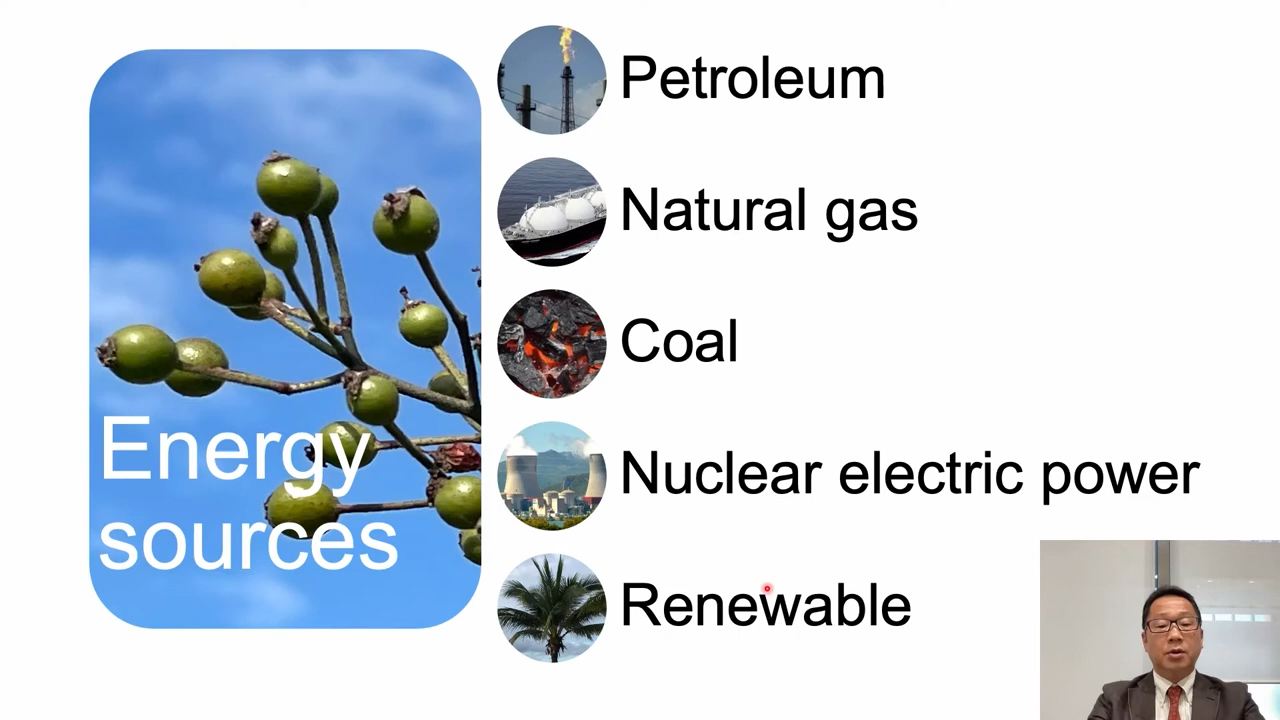 Energy
sources
Petroleum
Natural gas
Coal
Nuclear electric power
Renewable